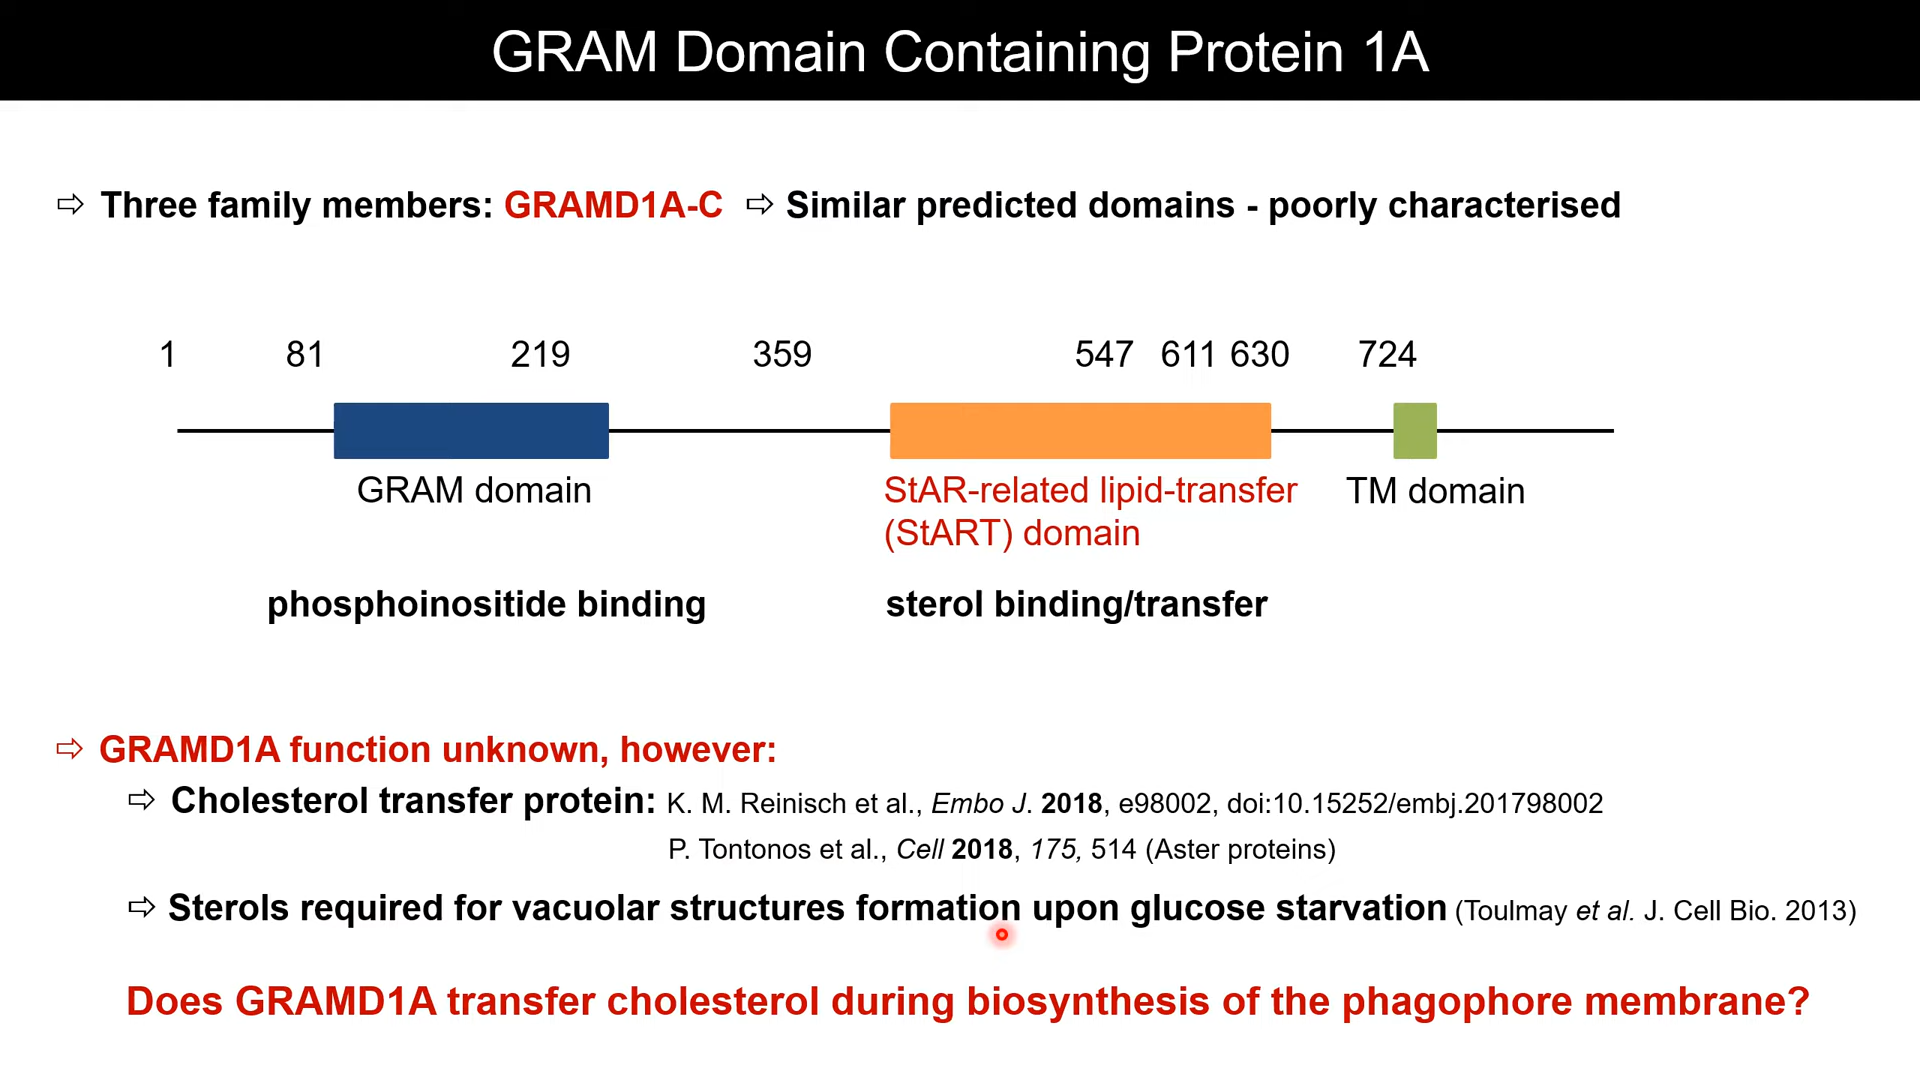 GRAM Domain Containing Protein 1A
⇨ Three family members: GRAMD1A-C ⇨ Similar predicted domains - poorly characterised
1 81 219 359 547 611 630 724
GRAM domain
StAR-related lipid-transfer
(StART) domain
TM domain
phosphoinositide binding
sterol binding/transfer
⇨ GRAMD1A function unknown, however:
⇨ Cholesterol transfer protein: K. M. Reinisch et al., Embo J. 2018, e98002, doi:10.15252/embj.201798002
P. Tontonos et al., Cell 2018, 175, 514 (Aster proteins)
⇨ Sterols required for vacuolar structures formation upon glucose starvation (Toulmay et al. J. Cell Bio. 2013)
Does GRAMD1A transfer cholesterol during biosynthesis of the phagophore membrane?